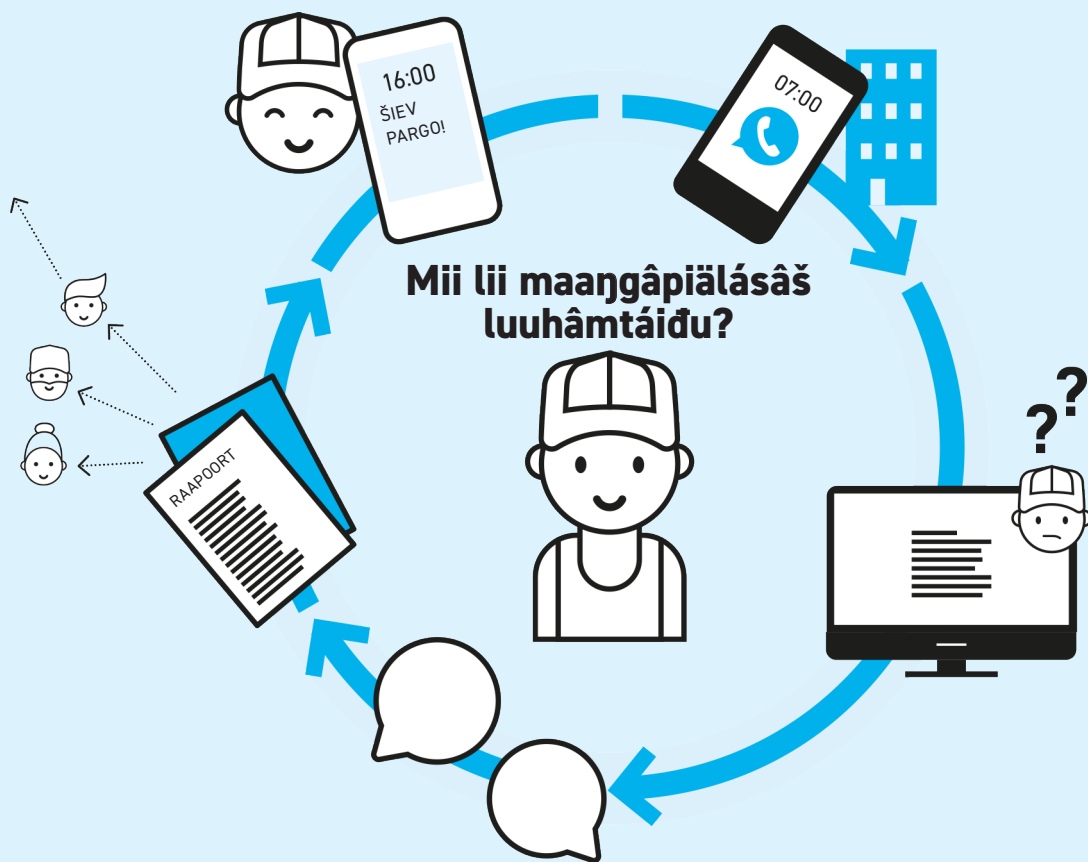 16:00
ŠIEV
PARGO!
07:00
Mii lii maaŋgâpiälásâš
luuhâmtáiđu?
? ?
RAAPOORT